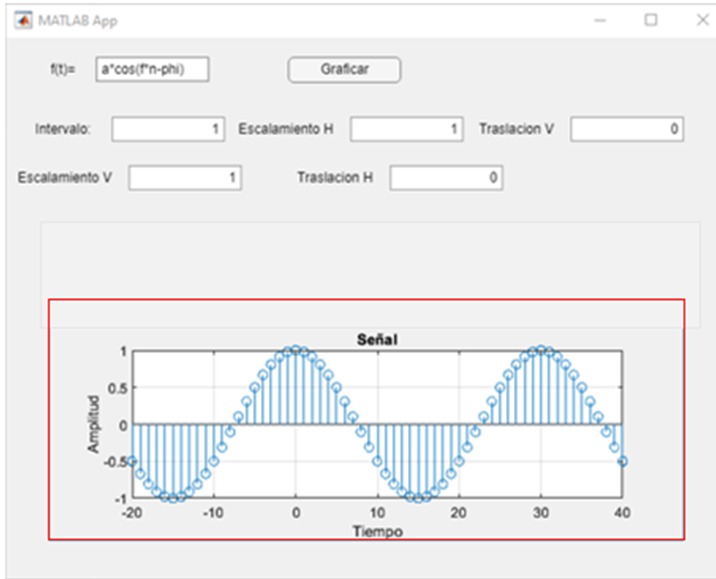 MATLAB App
f(t)= a*cos(f*n-phi) Graficar
Intervalo: 1 Escalamiento H 1 Traslacion V 0
Escalamiento V 1 Traslacion H 0
Señal
1
0.5
0
-0.5
-1
Amplitud
-20 -10 0 10 20 30 40
Tiempo